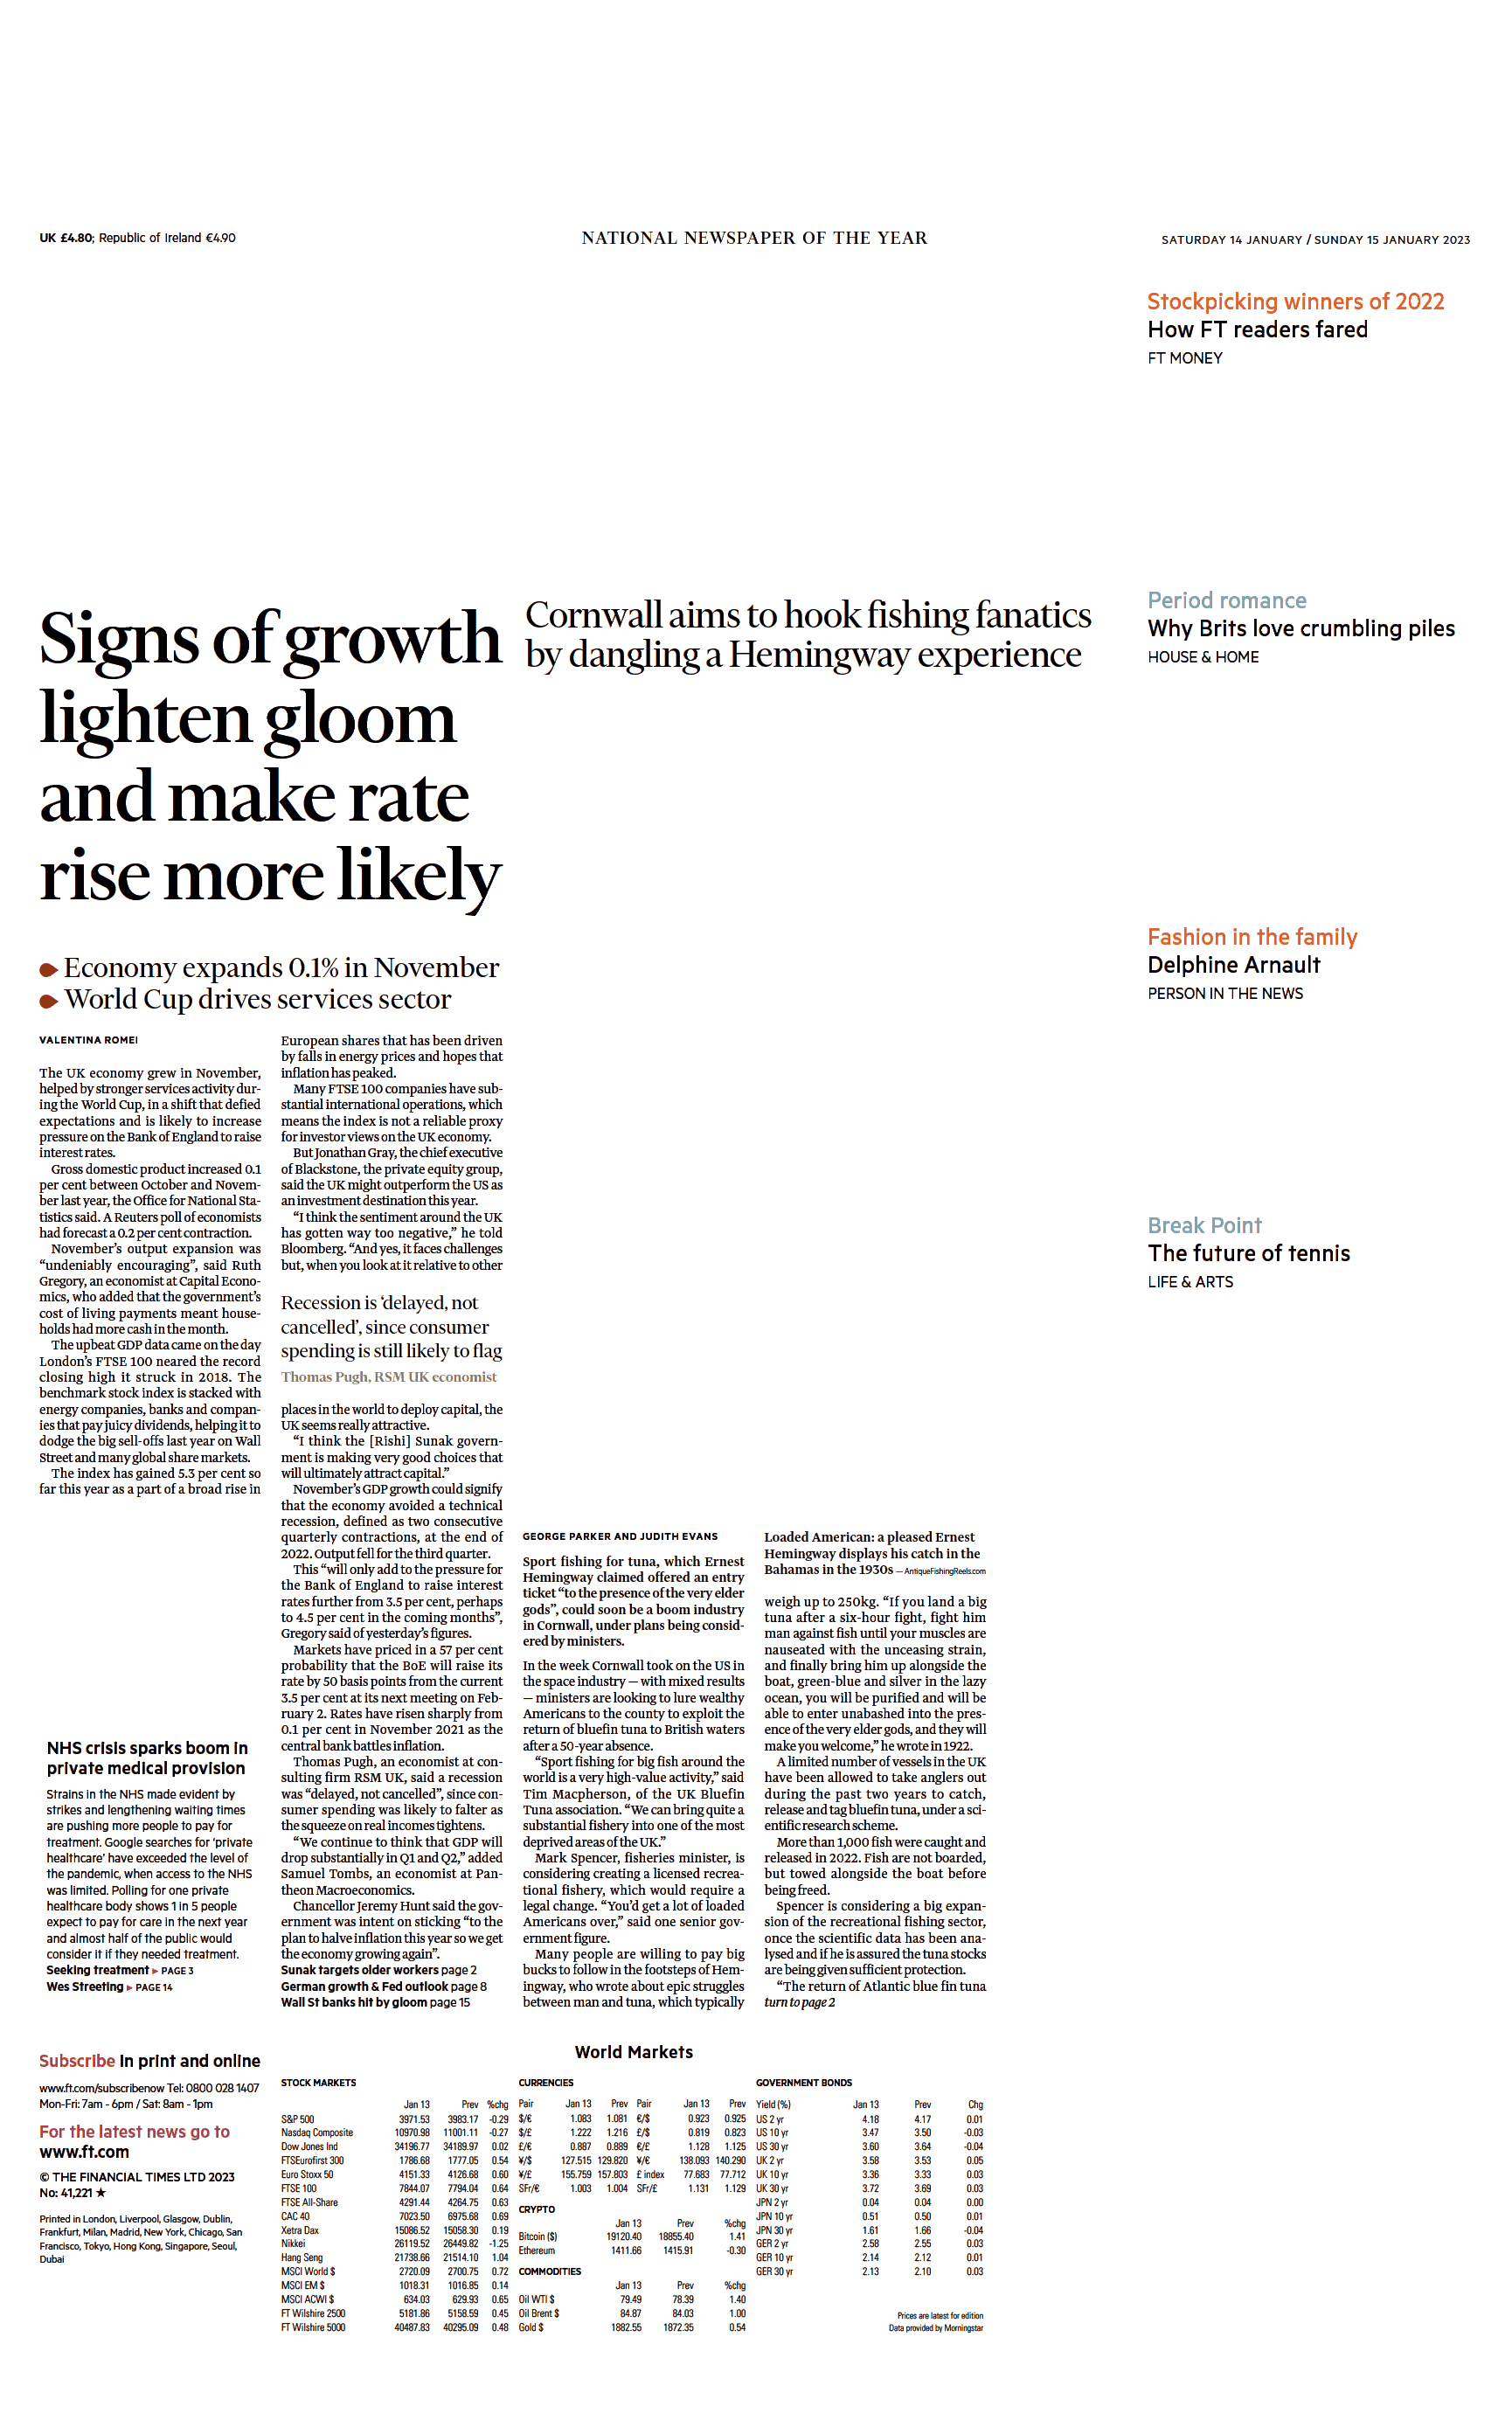 UK £4.80; Republic of Ireland €4.90
NATIONAL NEWSPAPER OF THE YEAR
SATURDAY 14 JANUARY / SUNDAY 15 JANUARY 2023
Stockpicking winners of 2022
How FT readers fared
FT MONEY
Period romance
Why Brits love crumbling piles
HOUSE & HOME
Fashion in the family
Delphine Arnault
PERSON IN THE NEWS
Break Point
The future of tennis
LIFE & ARTS
Signs of growth
lighten gloom
and make rate
rise more likely
Economy expands 0.1% in November
World Cup drives services sector
VALENTINA ROMEI
The UK economy grew in November,
helped by stronger services activity dur-
ing the World Cup, in a shift that defied
expectations and is likely to increase
pressure on the Bank of England to raise
interest rates.
Gross domestic product increased 0.1
per cent between October and Novem-
ber last year, the Office for National Sta-
tistics said. A Reuters poll of economists
had forecast a 0.2 per cent contraction.
November's output expansion was
“undeniably encouraging”, said Ruth
Gregory, an economist at Capital Econo-
mics, who added that the government's
cost of living payments meant house-
holds had more cash in the month.
The upbeat GDP data came on the day
London's FTSE 100 neared the record
closing high it struck in 2018. The
benchmark stock index is stacked with
energy companies, banks and compan-
ies that pay juicy dividends, helping it to
dodge the big sell-offs last year on Wall
Street and many global share markets.
The index has gained 5.3 per cent so
far this year as a part of a broad rise in
European shares that has been driven
by falls in energy prices and hopes that
inflation has peaked.
Many FTSE 100 companies have sub-
stantial international operations, which
means the index is not a reliable proxy
for investor views on the UK economy.
But Jonathan Gray, the chief executive
of Blackstone, the private equity group,
said the UK might outperform the US as
an investment destination this year.
“I think the sentiment around the UK
has gotten way too negative,” he told
Bloomberg. “And yes, it faces challenges
but, when you look at it relative to other
Recession is ‘delayed, not
cancelled’, since consumer
spending is still likely to flag
Thomas Pugh, RSM UK economist
places in the world to deploy capital, the
UK seems really attractive.
“I think the [Rishi] Sunak govern-
ment is making very good choices that
will ultimately attract capital.”
November's GDP growth could signify
that the economy avoided a technical
recession, defined as two consecutive
quarterly contractions, at the end of
2022. Output fell for the third quarter.
This “will only add to the pressure for
the Bank of England to raise interest
rates further from 3.5 per cent, perhaps
to 4.5 per cent in the coming months”,
Gregory said of yesterday's figures.
Markets have priced in a 57 per cent
probability that the BoE will raise its
rate by 50 basis points from the current
3.5 per cent at its next meeting on Feb-
ruary 2. Rates have risen sharply from
0.1 per cent in November 2021 as the
central bank battles inflation.
Thomas Pugh, an economist at con-
sulting firm RSM UK, said a recession
was “delayed, not cancelled”, since con-
sumer spending was likely to falter as
the squeeze on real incomes tightens.
“We continue to think that GDP will
drop substantially in Q1 and Q2,” added
Samuel Tombs, an economist at Pan-
theon Macroeconomics.
Chancellor Jeremy Hunt said the gov-
ernment was intent on sticking “to the
plan to halve inflation this year so we get
the economy growing again”.
Sunak targets older workers page 2
German growth & Fed outlook page 8
Wall St banks hit by gloom page 15
Cornwall aims to hook fishing fanatics
by dangling a Hemingway experience
GEORGE PARKER AND JUDITH EVANS
Sport fishing for tuna, which Ernest
Hemingway claimed offered an entry
ticket “to the presence of the very elder
gods”, could soon be a boom industry
in Cornwall, under plans being consid-
ered by ministers.
In the week Cornwall took on the US in
the space industry — with mixed results
— ministers are looking to lure wealthy
Americans to the county to exploit the
return of bluefin tuna to British waters
after a 50-year absence.
“Sport fishing for big fish around the
world is a very high-value activity,” said
Tim Macpherson, of the UK Bluefin
Tuna association. “We can bring quite a
substantial fishery into one of the most
deprived areas of the UK.”
Mark Spencer, fisheries minister, is
considering creating a licensed recrea-
tional fishery, which would require a
legal change. “You'd get a lot of loaded
Americans over,” said one senior gov-
ernment figure.
Many people are willing to pay big
bucks to follow in the footsteps of Hem-
ingway, who wrote about epic struggles
between man and tuna, which typically
Loaded American: a pleased Ernest
Hemingway displays his catch in the
Bahamas in the 1930s — AntiqueFishingReels.com
weigh up to 250kg. “If you land a big
tuna after a six-hour fight, fight him
man against fish until your muscles are
nauseated with the unceasing strain,
and finally bring him up alongside the
boat, green-blue and silver in the lazy
ocean, you will be purified and will be
able to enter unabashed into the pres-
ence of the very elder gods, and they will
make you welcome,” he wrote in 1922.
A limited number of vessels in the UK
have been allowed to take anglers out
during the past two years to catch,
release and tag bluefin tuna, under a sci-
entific research scheme.
More than 1,000 fish were caught and
released in 2022. Fish are not boarded,
but towed alongside the boat before
being freed.
Spencer is considering a big expan-
sion of the recreational fishing sector,
once the scientific data has been ana-
lysed and if he is assured the tuna stocks
are being given sufficient protection.
“The return of Atlantic blue fin tuna
turn to page 2
NHS crisis sparks boom in
private medical provision
Strains in the NHS made evident by
strikes and lengthening waiting times
are pushing more people to pay for
treatment. Google searches for ‘private
healthcare’ have exceeded the level of
the pandemic, when access to the NHS
was limited. Polling for one private
healthcare body shows 1 in 5 people
expect to pay for care in the next year
and almost half of the public would
consider it if they needed treatment.
Seeking treatment ▸ PAGE 3
Wes Streeting ▸ PAGE 14
Subscribe In print and online
www.ft.com/subscribenow Tel: 0800 028 1407
Mon-Fri: 7am - 6pm / Sat: 8am - 1pm
For the latest news go to
www.ft.com
© THE FINANCIAL TIMES LTD 2023
No: 41,221 ★
Printed in London, Liverpool, Glasgow, Dublin,
Frankfurt, Milan, Madrid, New York, Chicago, San
Francisco, Tokyo, Hong Kong, Singapore, Seoul,
Dubai
World Markets
STOCK MARKETS
Jan 13 Prev %chg
S&P 500 3971.53 3983.17 -0.29
Nasdaq Composite 10970.98 11001.11 -0.27
Dow Jones Ind 34196.77 34189.97 0.02
FTSEurofirst 300 1786.68 1777.05 0.54
Euro Stoxx 50 4151.33 4126.68 0.60
FTSE 100 7844.07 7794.04 0.64
FTSE All-Share 4291.44 4264.75 0.63
CAC 40 7023.50 6975.68 0.69
Xetra Dax 15086.52 15058.30 0.19
Nikkei 26119.52 26449.82 -1.25
Hang Seng 21738.66 21514.10 1.04
MSCI World $ 2720.09 2700.75 0.72
MSCI EM $ 1018.31 1016.85 0.14
MSCI ACWI $ 634.03 629.93 0.65
FT Wilshire 2500 5181.86 5158.59 0.45
FT Wilshire 5000 40487.83 40295.09 0.48
CURRENCIES
Pair Jan 13 Prev Pair Jan 13 Prev
$/€ 1.083 1.081 €/$ 0.923 0.925
$/£ 1.222 1.216 £/$ 0.819 0.823
£/€ 0.887 0.889 €/£ 1.128 1.125
¥/$ 127.515 129.820 ¥/€ 138.093 140.290
¥/£ 155.759 157.803 £ index 77.683 77.712
SFr/€ 1.003 1.004 SFr/£ 1.131 1.129
CRYPTO
Jan 13 Prev %chg
Bitcoin ($) 19120.40 18855.40 1.41
Ethereum 1411.66 1415.91 -0.30
COMMODITIES
Jan 13 Prev %chg
Oil WTI $ 79.49 78.39 1.40
Oil Brent $ 84.87 84.03 1.00
Gold $ 1882.55 1872.35 0.54
GOVERNMENT BONDS
Yield (%) Jan 13 Prev Chg
US 2 yr 4.18 4.17 0.01
US 10 yr 3.47 3.50 -0.03
US 30 yr 3.60 3.64 -0.04
UK 2 yr 3.58 3.53 0.05
UK 10 yr 3.36 3.33 0.03
UK 30 yr 3.72 3.69 0.03
JPN 2 yr 0.04 0.04 0.00
JPN 10 yr 0.51 0.50 0.01
JPN 30 yr 1.61 1.66 -0.04
GER 2 yr 2.58 2.55 0.03
GER 10 yr 2.14 2.12 0.01
GER 30 yr 2.13 2.10 0.03
Prices are latest for edition
Data provided by Morningstar